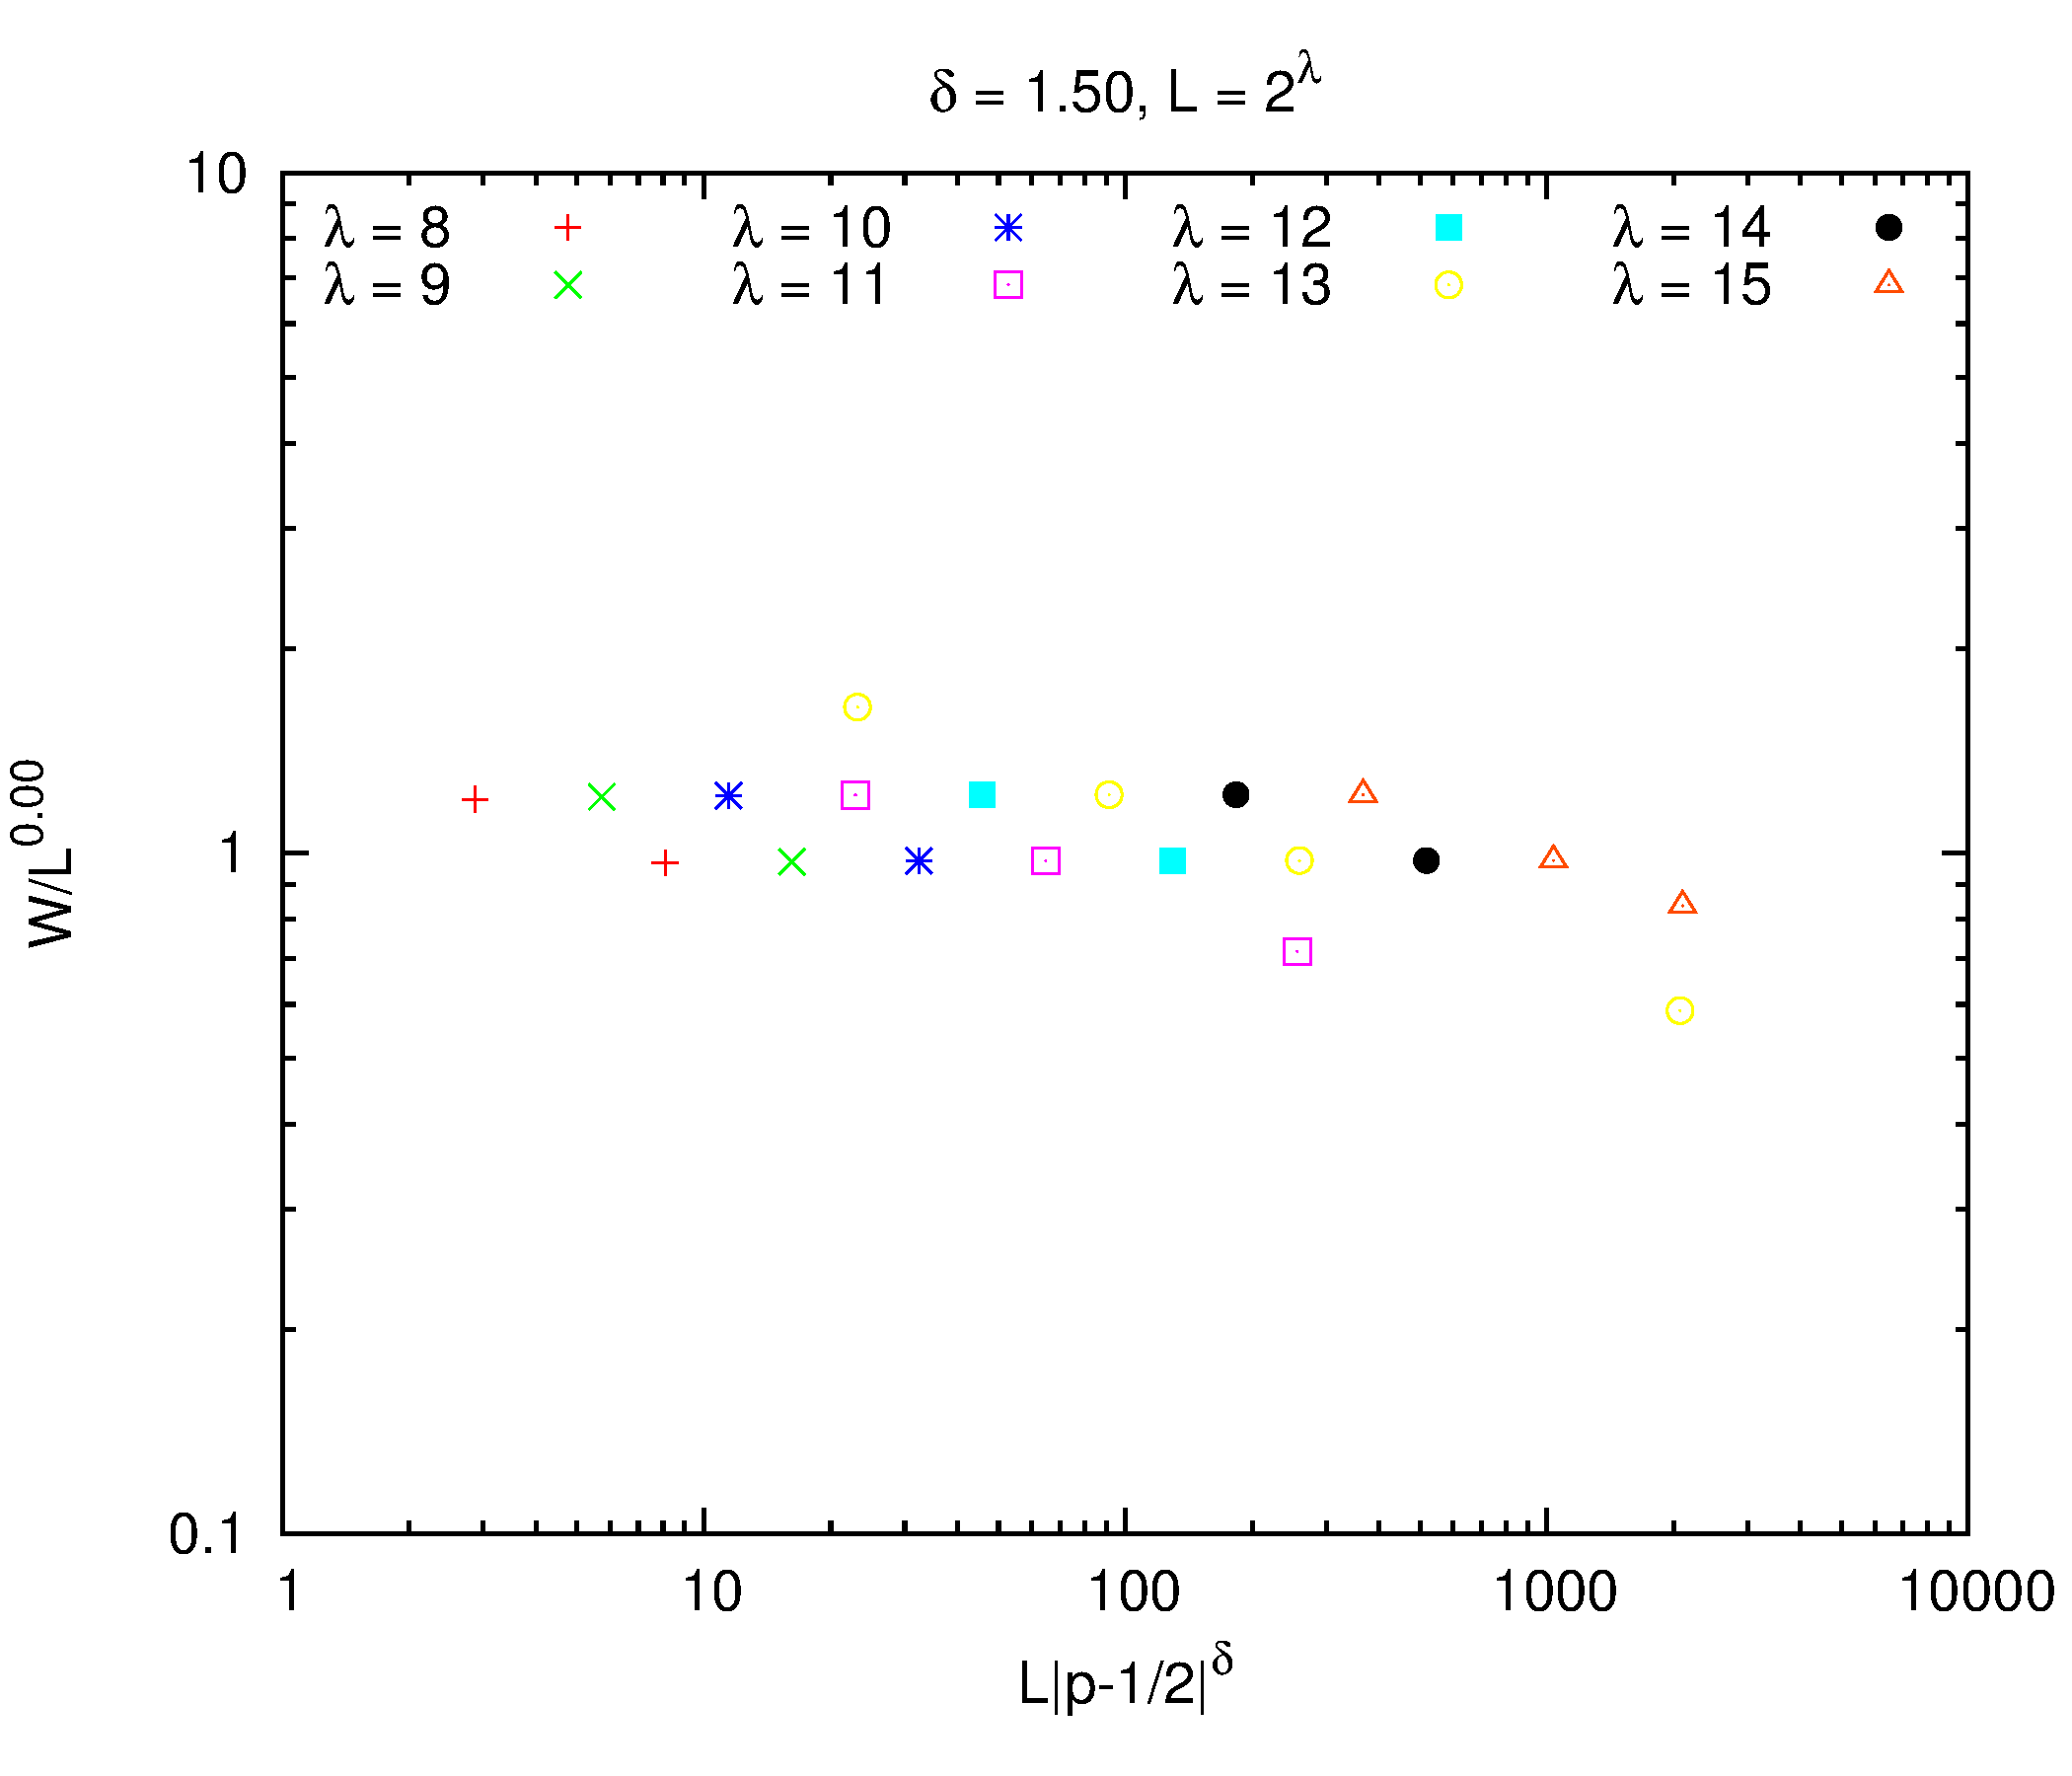 δ = 1.50, L = 2^λ
10
λ = 8 λ = 10 λ = 12 λ = 14
λ = 9 λ = 11 λ = 13 λ = 15
W/L^0.00
1
0.1
1 10 100 1000 10000
L|p-1/2|^δ